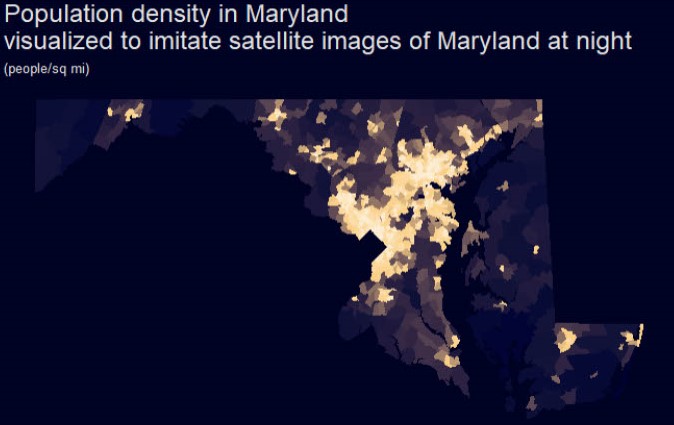 Population density in Maryland
visualized to imitate satellite images of Maryland at night
(people/sq mi)